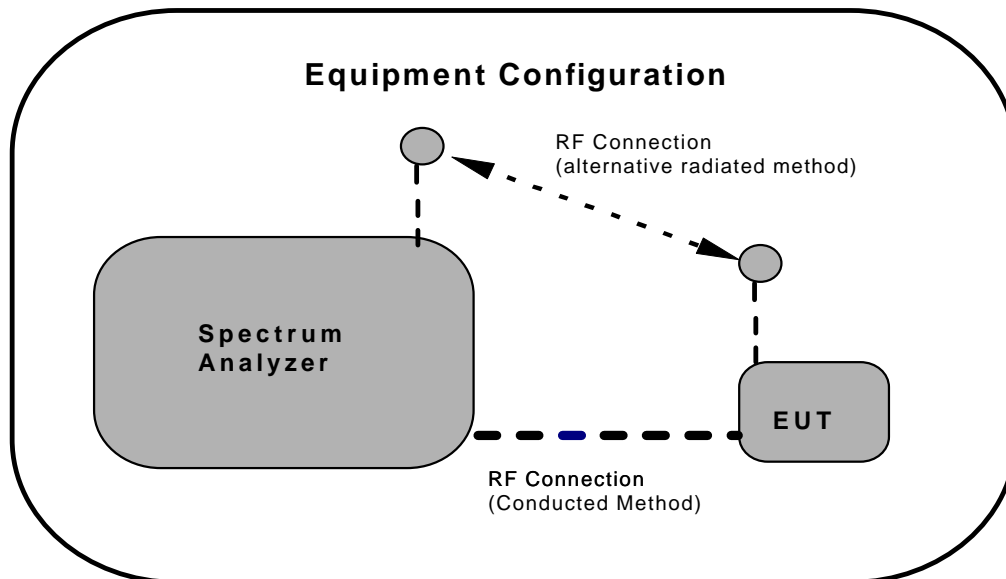 Equipment Configuration
RF Connection
(alternative radiated method)
Spectrum
Analyzer
EUT
RF Connection
(Conducted Method)